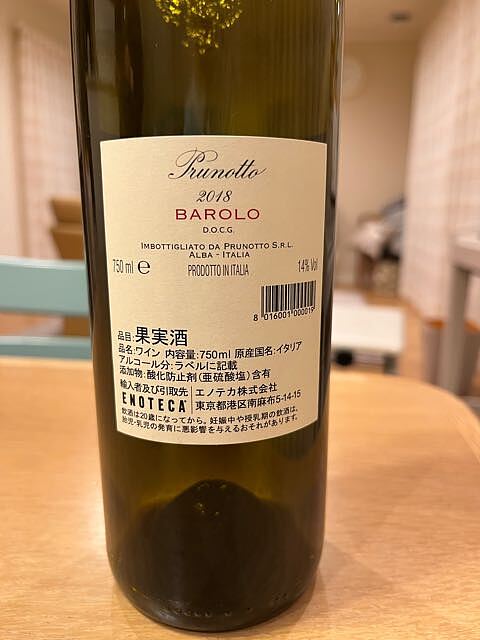 Prunotto
2018
BAROLO
D.O.C.G.
IMBOTTIGLIATO DA PRUNOTTO S.R.L.
ALBA - ITALIA
750 ml e PRODOTTO IN ITALIA 14% Vol
8 016001 000019
品目:果実酒
品名:ワイン 内容量:750ml 原産国名:イタリア
アルコール分:ラベルに記載
添加物:酸化防止剤(亜硫酸塩)含有
輸入者及び引取先 エノテカ株式会社
ENOTECA 東京都港区南麻布5-14-15
飲酒は20歳になってから。妊娠中や授乳期の飲酒は、
胎児・乳児の発育に悪影響を与えるおそれがあります。